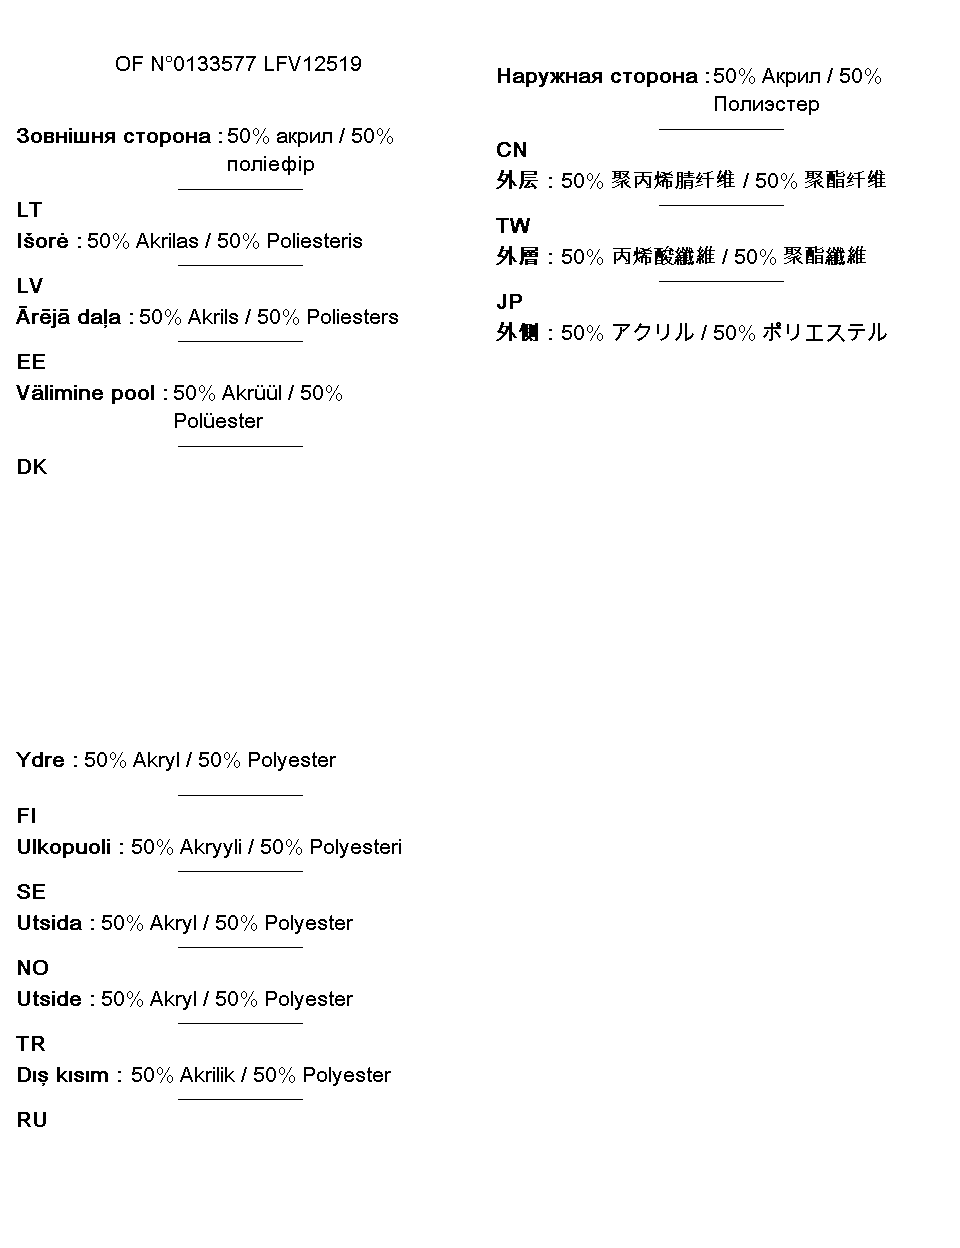 OF N°0133577 LFV12519
Зовнішня сторона : 50% акрил / 50%
поліефір
LT
Išorė : 50% Akrilas / 50% Poliesteris
LV
Ārējā daļa : 50% Akrils / 50% Poliesters
EE
Välimine pool : 50% Akrüül / 50%
Polüester
DK
Ydre : 50% Akryl / 50% Polyester
FI
Ulkopuoli : 50% Akryyli / 50% Polyesteri
SE
Utsida : 50% Akryl / 50% Polyester
NO
Utside : 50% Akryl / 50% Polyester
TR
Dış kısım : 50% Akrilik / 50% Polyester
RU
Наружная сторона : 50% Акрил / 50%
Полиэстер
CN
外层 : 50% 聚丙烯腈纤维 / 50% 聚酯纤维
TW
外層 : 50% 丙烯酸纖維 / 50% 聚酯纖維
JP
外側 : 50% アクリル / 50% ポリエステル